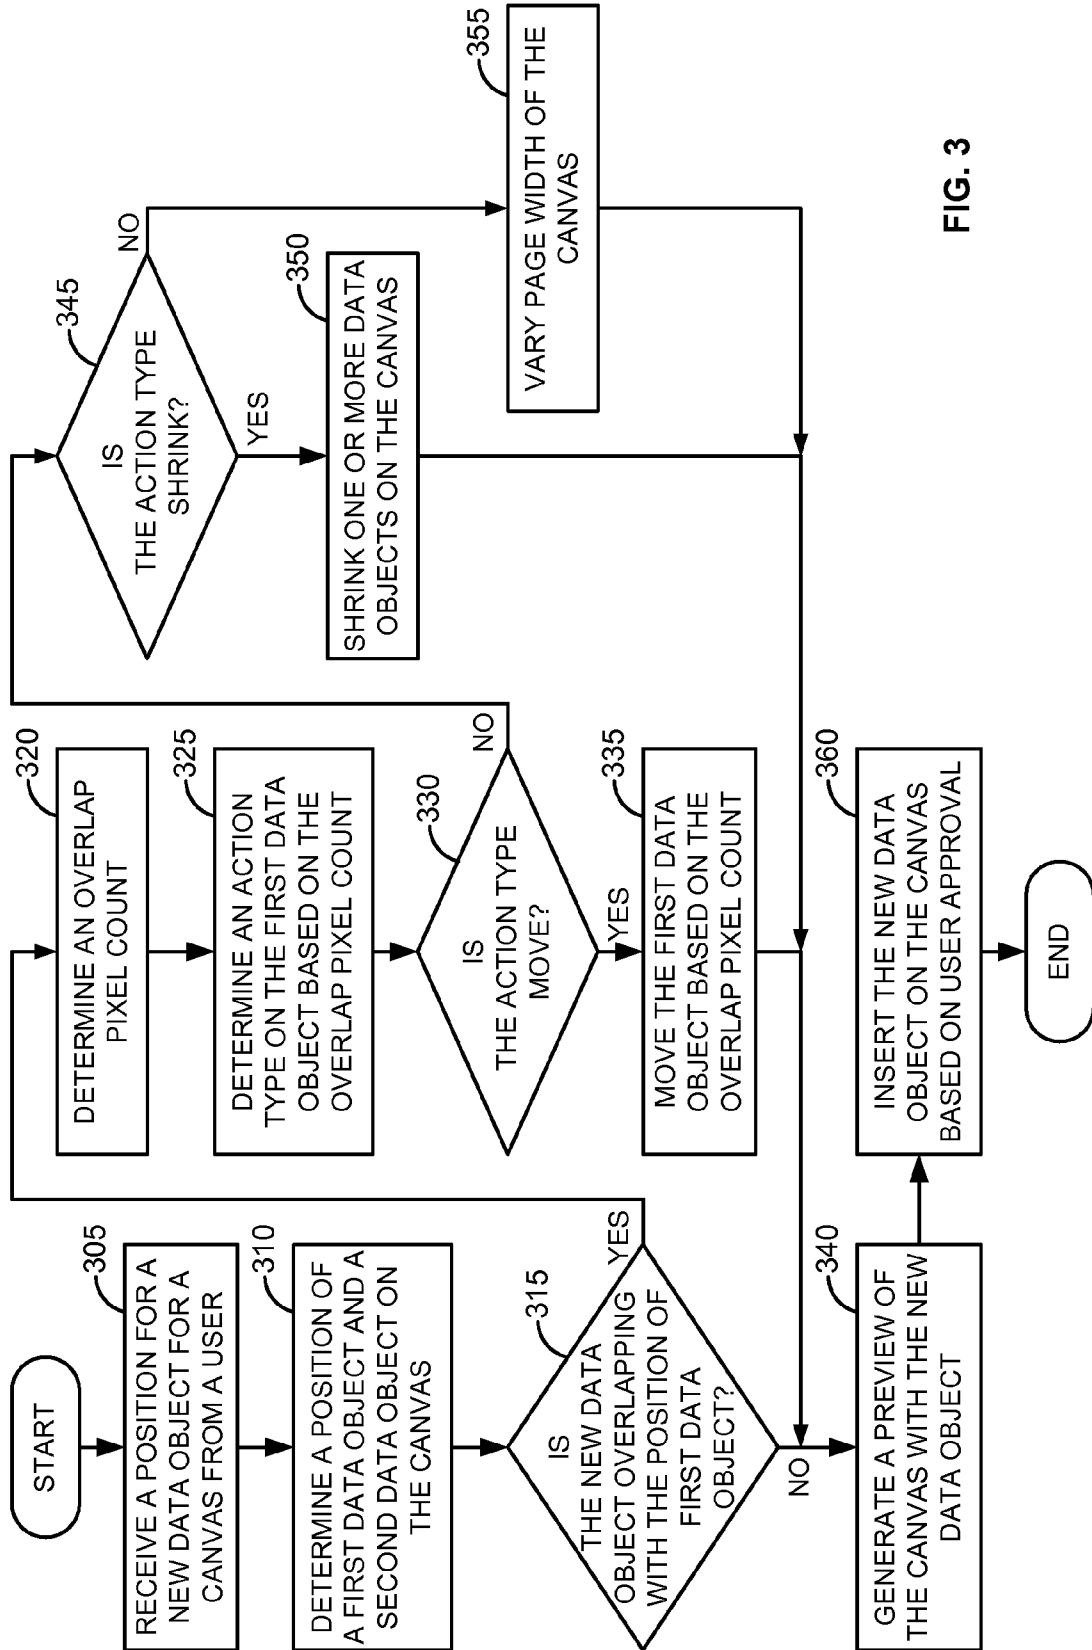 START
305
RECEIVE A POSITION FOR A
NEW DATA OBJECT FOR A
CANVAS FROM A USER
310
DETERMINE A POSITION OF
A FIRST DATA OBJECT AND A
SECOND DATA OBJECT ON
THE CANVAS
315
IS
THE NEW DATA
OBJECT OVERLAPPING
WITH THE POSITION OF
FIRST DATA
OBJECT?
YES
NO
320
DETERMINE AN OVERLAP
PIXEL COUNT
325
DETERMINE AN ACTION
TYPE ON THE FIRST DATA
OBJECT BASED ON THE
OVERLAP PIXEL COUNT
330
IS
THE ACTION TYPE
MOVE?
NO
YES
335
MOVE THE FIRST DATA
OBJECT BASED ON THE
OVERLAP PIXEL COUNT
340
GENERATE A PREVIEW OF
THE CANVAS WITH THE NEW
DATA OBJECT
345
IS
THE ACTION TYPE
SHRINK?
NO
YES
350
SHRINK ONE OR MORE DATA
OBJECTS ON THE CANVAS
355
VARY PAGE WIDTH OF THE
CANVAS
360
INSERT THE NEW DATA
OBJECT ON THE CANVAS
BASED ON USER APPROVAL
END
FIG. 3